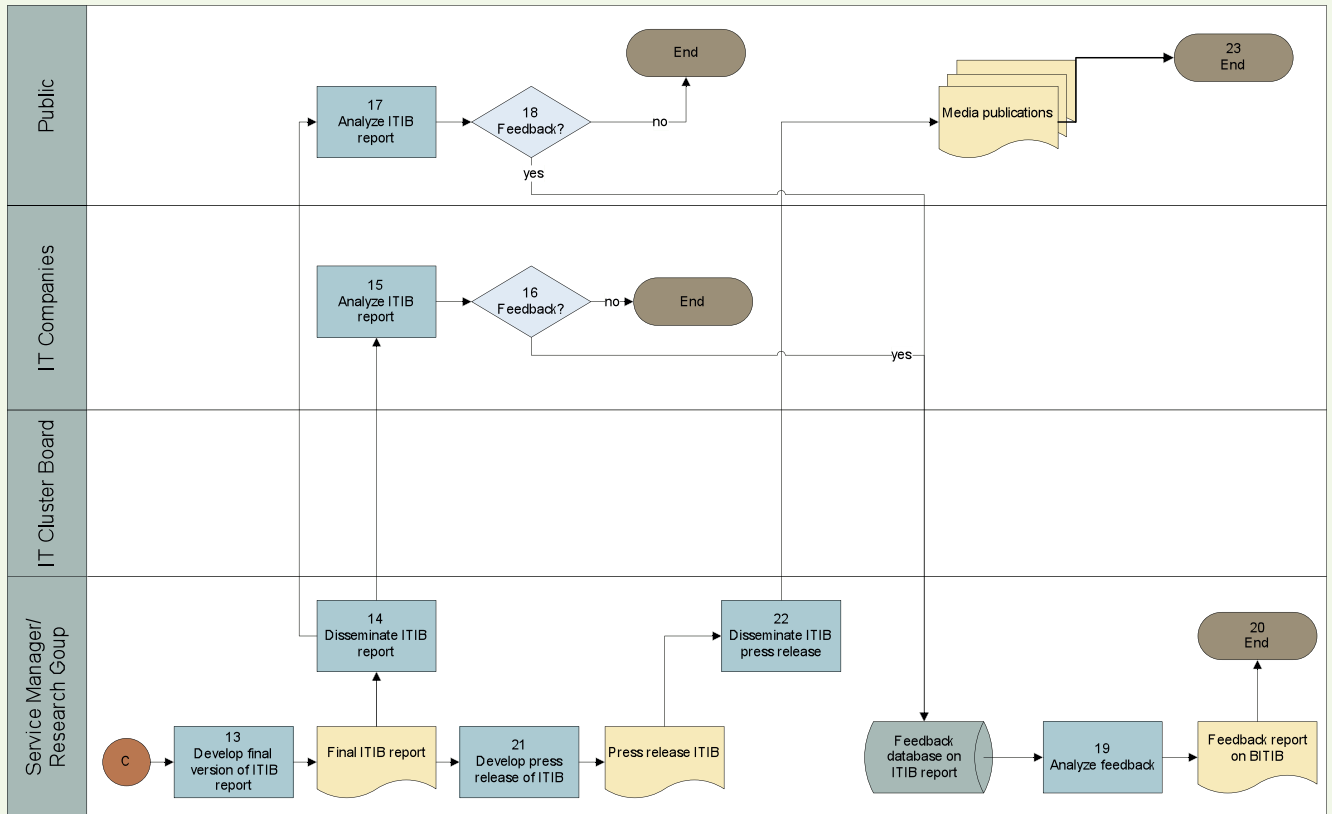 Public
End
23
End
17
Analyze ITIB
report
18
Feedback?
no
yes
Media publications
IT Companies
15
Analyze ITIB
report
16
Feedback?
no
End
yes
IT Cluster Board
Service Manager/
Research Goup
14
Disseminate ITIB
report
22
Disseminate ITIB
press release
20
End
C
13
Develop final
version of ITIB
report
Final ITIB report
21
Develop press
release of ITIB
Press release ITIB
Feedback
database on
ITIB report
19
Analyze feedback
Feedback report
on BITIB